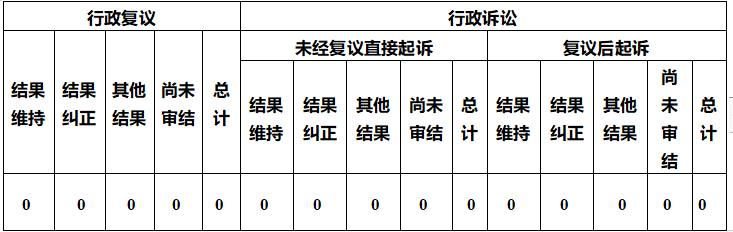 行政复议 行政诉讼
未经复议直接起诉 复议后起诉
结果维持 结果纠正 其他结果 尚未审结 总计 结果维持 结果纠正 其他结果 尚未审结 总计 结果维持 结果纠正 其他结果 尚未审结 总计
0 0 0 0 0 0 0 0 0 0 0 0 0 0 0